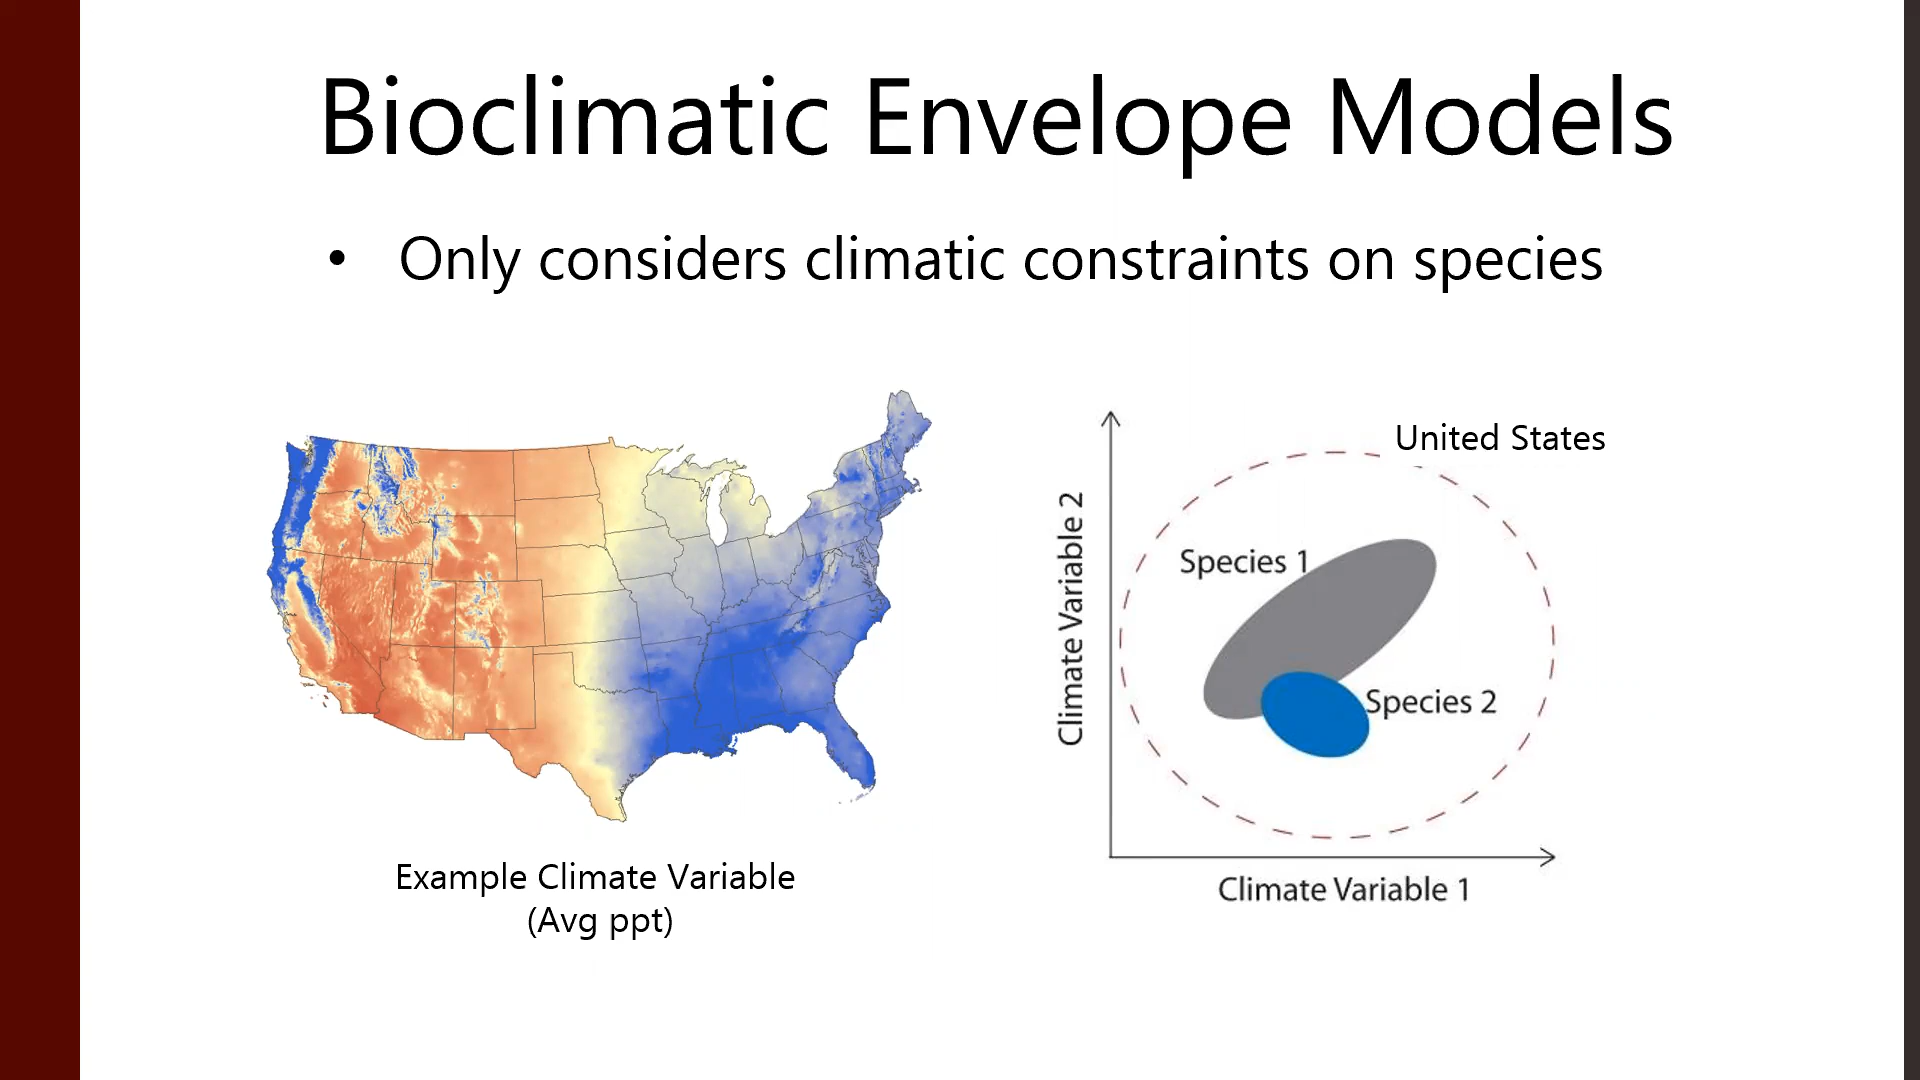 Bioclimatic Envelope Models
• Only considers climatic constraints on species
Example Climate Variable
(Avg ppt)
United States
Climate Variable 2
Species 1
Species 2
Climate Variable 1